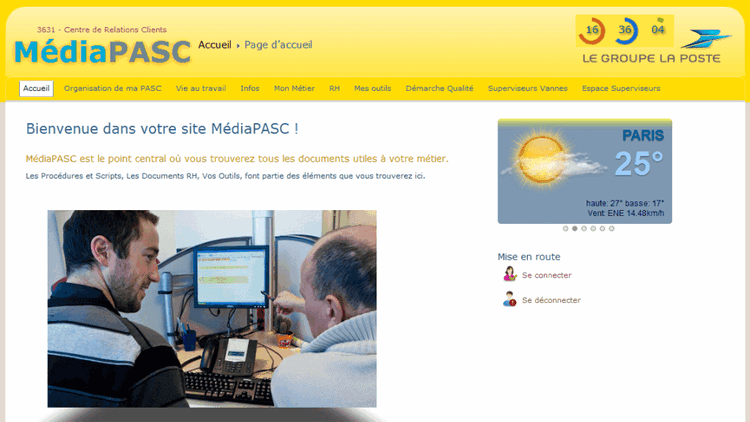 3631 - Centre de Relations Clients
MédiaPASC
Accueil Page d'accueil
16 36 04
LE GROUPE LA POSTE
Accueil Organisation de ma PASC Vie au travail Infos Mon Métier RH Mes outils Démarche Qualité Superviseurs Vannes Espace Superviseurs
Bienvenue dans votre site MédiaPASC !
MédiaPASC est le point central où vous trouverez tous les documents utiles à votre métier.
Les Procédures et Scripts, Les Documents RH, Vos Outils, font partie des éléments que vous trouverez ici.
PARIS
25°
haute: 27° basse: 17°
Vent: ENE 14.48km/h
Mise en route
Se connecter
Se déconnecter